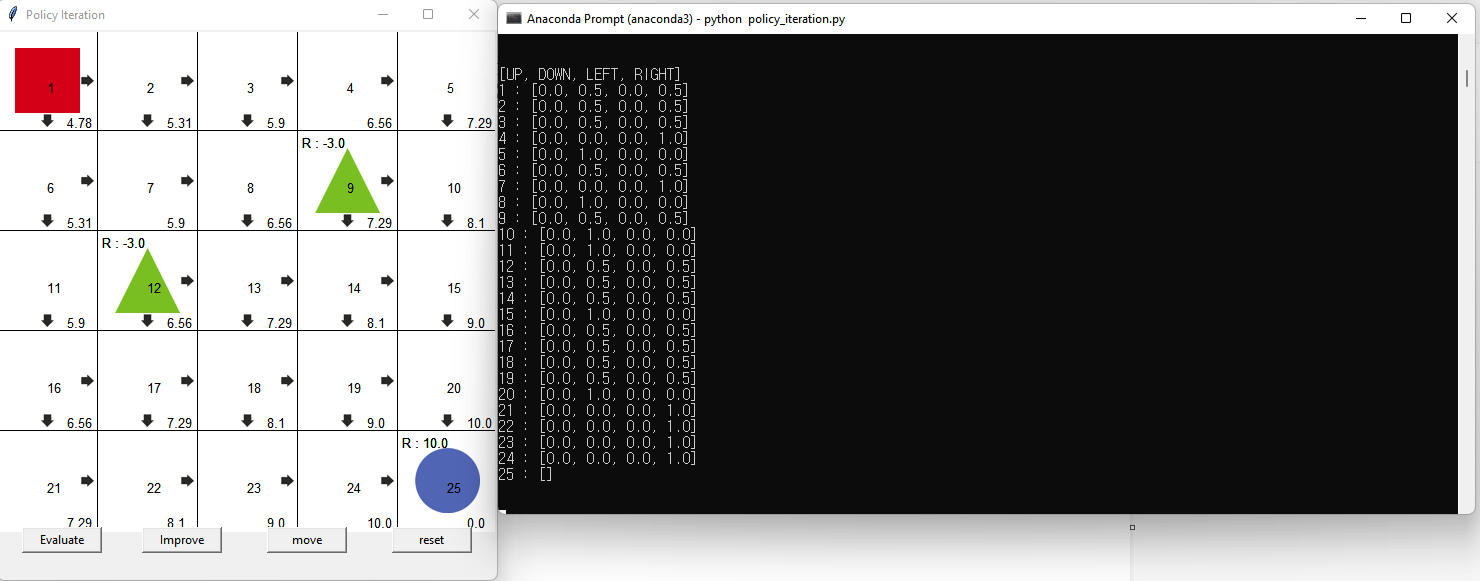 Policy Iteration
1
2
3
4
5
4.78
5.31
5.9
6.56
7.29
R : -3.0
6
7
8
9
10
5.31
5.9
6.56
7.29
8.1
R : -3.0
11
12
13
14
15
5.9
6.56
7.29
8.1
9.0
16
17
18
19
20
6.56
7.29
8.1
9.0
10.0
R : 10.0
21
22
23
24
25
7.29
8.1
9.0
10.0
0.0
Evaluate
Improve
move
reset
Anaconda Prompt (anaconda3) - python  policy_iteration.py
[UP, DOWN, LEFT, RIGHT]
1 : [0.0, 0.5, 0.0, 0.5]
2 : [0.0, 0.5, 0.0, 0.5]
3 : [0.0, 0.5, 0.0, 0.5]
4 : [0.0, 0.0, 0.0, 1.0]
5 : [0.0, 1.0, 0.0, 0.0]
6 : [0.0, 0.5, 0.0, 0.5]
7 : [0.0, 0.0, 0.0, 1.0]
8 : [0.0, 1.0, 0.0, 0.0]
9 : [0.0, 0.5, 0.0, 0.5]
10 : [0.0, 1.0, 0.0, 0.0]
11 : [0.0, 1.0, 0.0, 0.0]
12 : [0.0, 0.5, 0.0, 0.5]
13 : [0.0, 0.5, 0.0, 0.5]
14 : [0.0, 0.5, 0.0, 0.5]
15 : [0.0, 1.0, 0.0, 0.0]
16 : [0.0, 0.5, 0.0, 0.5]
17 : [0.0, 0.5, 0.0, 0.5]
18 : [0.0, 0.5, 0.0, 0.5]
19 : [0.0, 0.5, 0.0, 0.5]
20 : [0.0, 1.0, 0.0, 0.0]
21 : [0.0, 0.0, 0.0, 1.0]
22 : [0.0, 0.0, 0.0, 1.0]
23 : [0.0, 0.0, 0.0, 1.0]
24 : [0.0, 0.0, 0.0, 1.0]
25 : []